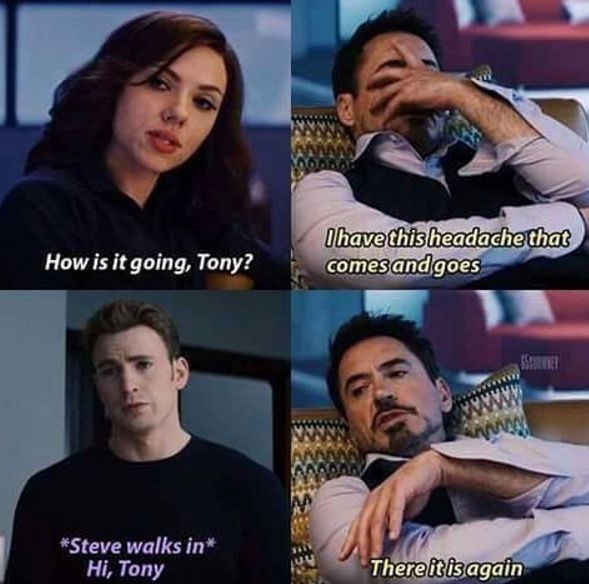 How is it going, Tony?
I have this headache that
comes and goes
*Steve walks in*
Hi, Tony
There it is again